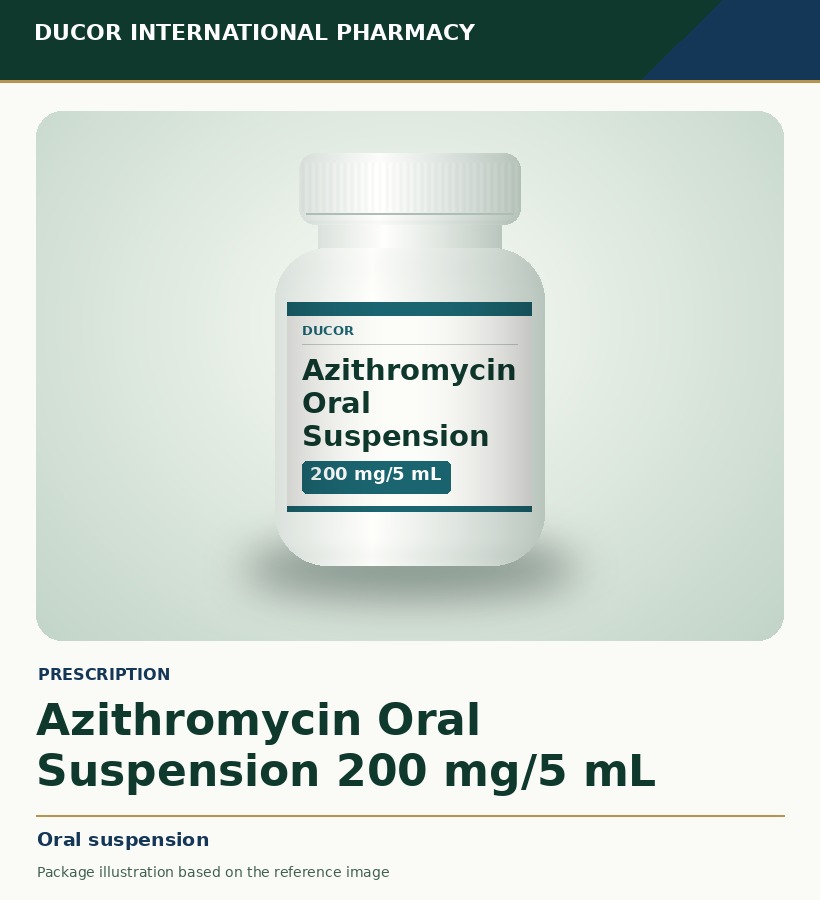 DUCOR INTERNATIONAL PHARMACY
DUCOR
Azithromycin
Oral
Suspension
200 mg/5 mL
PRESCRIPTION
Azithromycin Oral
Suspension 200 mg/5 mL
Oral suspension
Package illustration based on the reference image